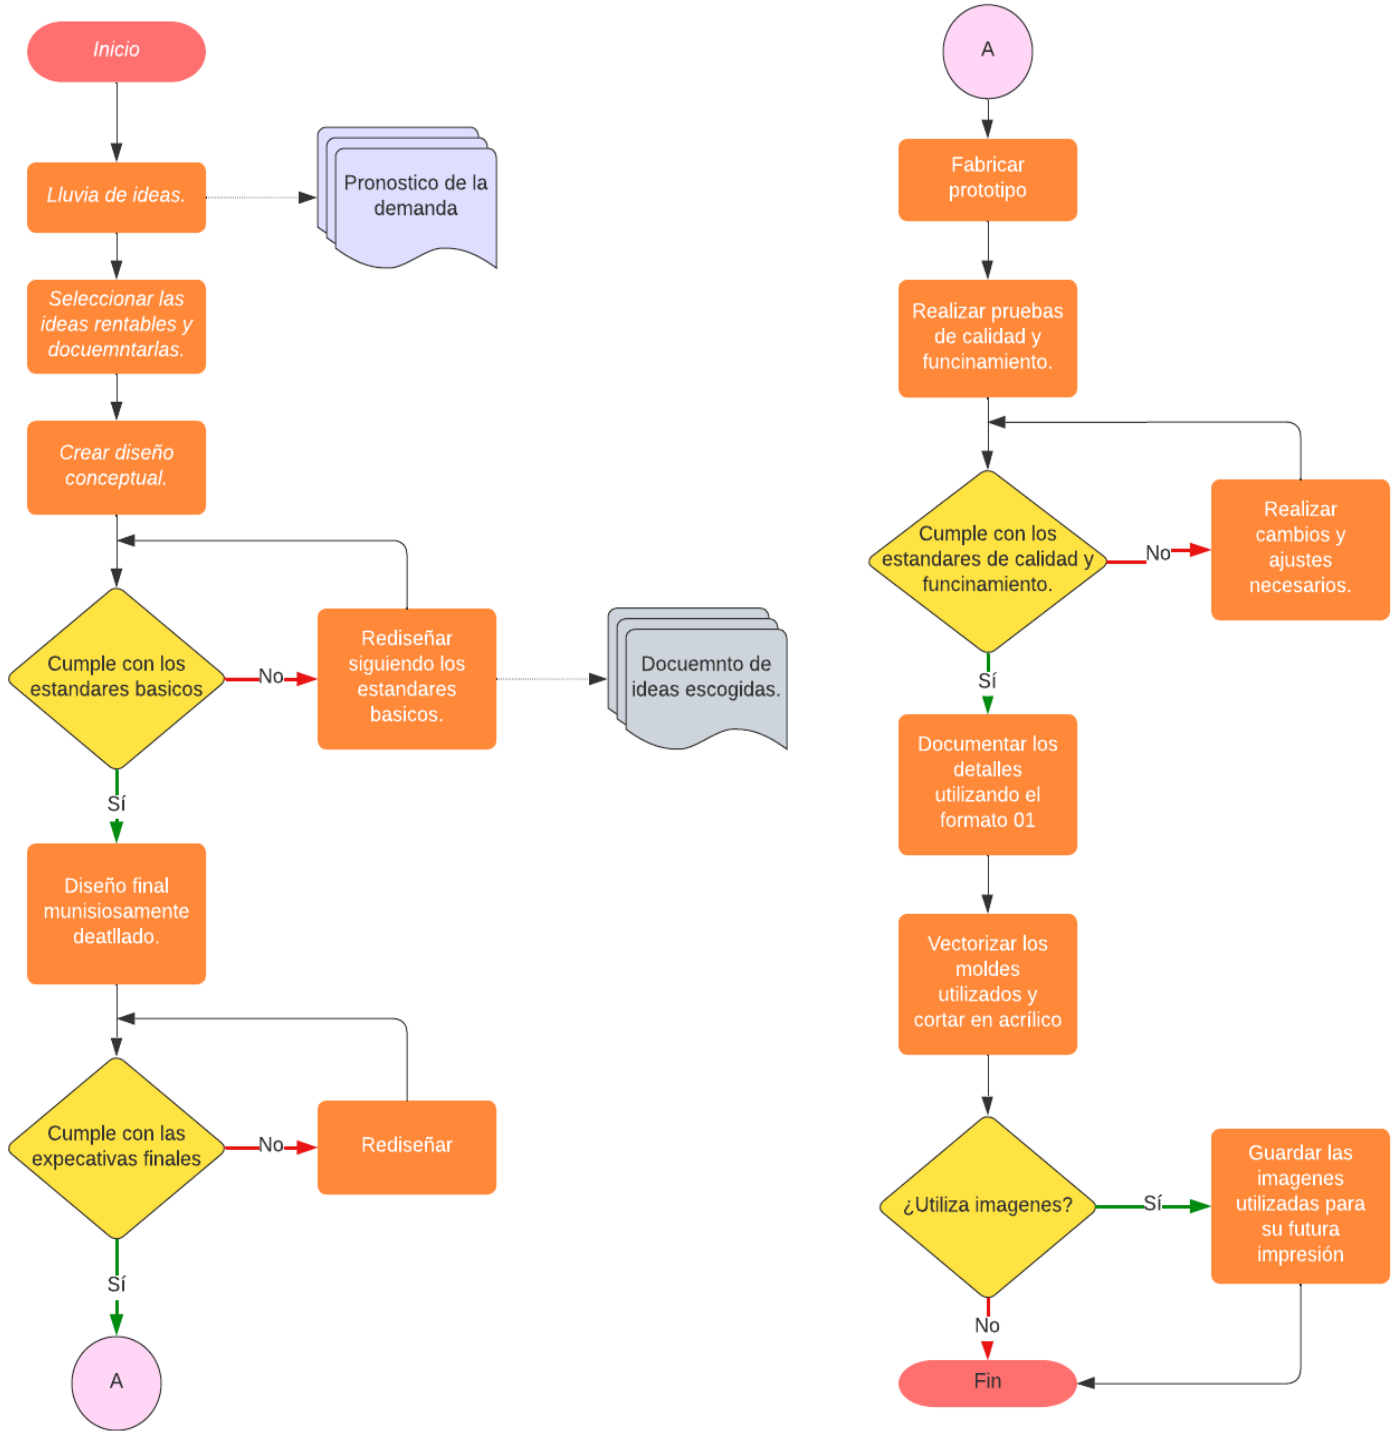 Inicio
Lluvia de ideas.
Pronostico de la
demanda
Seleccionar las
ideas rentables y
docuemntarlas.
Crear diseño
conceptual.
Cumple con los
estandares basicos
No
Rediseñar
siguiendo los
estandares
basicos.
Docuemnto de
ideas escogidas.
Sí
Diseño final
munisiosamente
deatllado.
Cumple con las
expecativas finales
No
Rediseñar
Sí
A
A
Fabricar
prototipo
Realizar pruebas
de calidad y
funcinamiento.
Cumple con los
estandares de calidad y
funcinamiento.
No
Realizar
cambios y
ajustes
necesarios.
Sí
Documentar los
detalles
utilizando el
formato 01
Vectorizar los
moldes
utilizados y
cortar en acrílico
¿Utiliza imagenes?
Sí
Guardar las
imagenes
utilizadas para
su futura
impresión
No
Fin